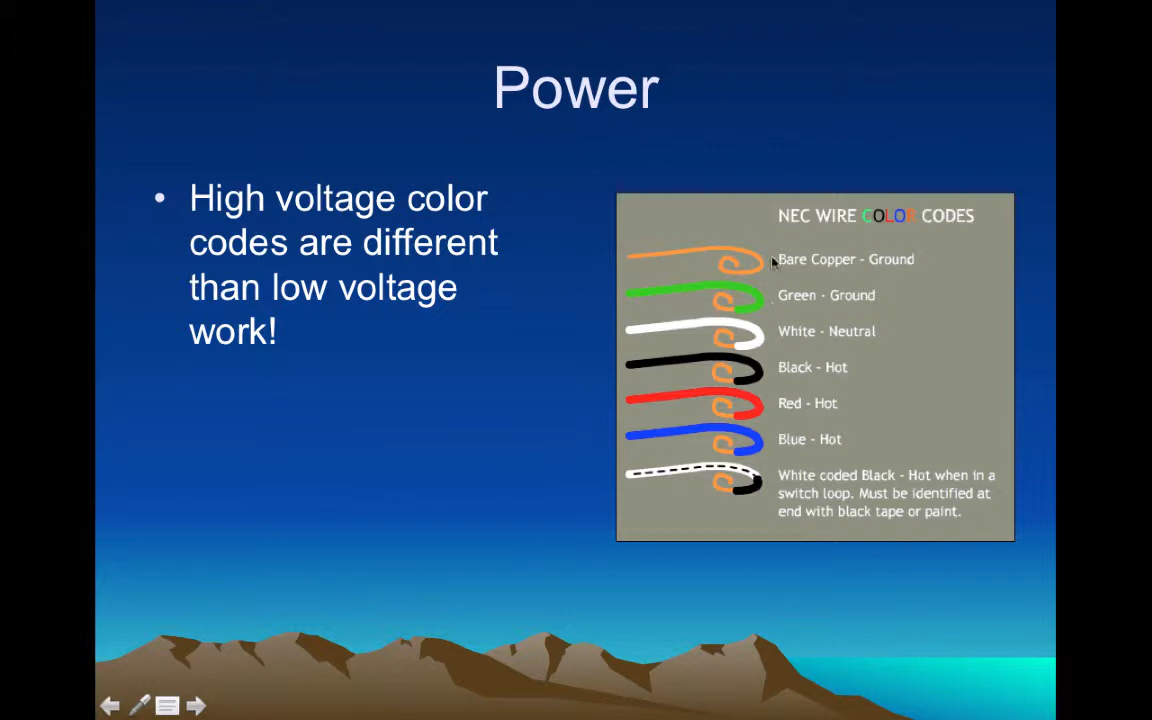 Power
• High voltage color
codes are different
than low voltage
work!
NEC WIRE COLOR CODES
Bare Copper - Ground
Green - Ground
White - Neutral
Black - Hot
Red - Hot
Blue - Hot
White coded Black - Hot when in a
switch loop. Must be identified at
end with black tape or paint.